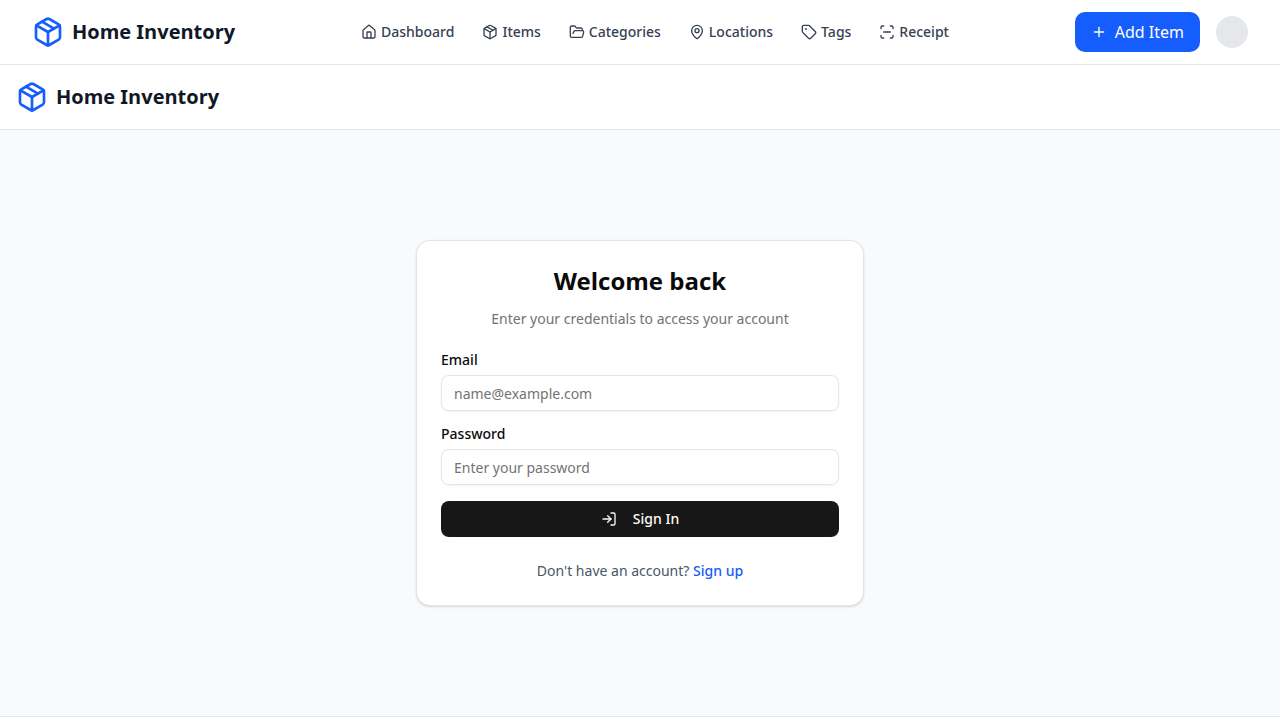 Home Inventory Dashboard Items Categories Locations Tags Receipt Add Item
Home Inventory
Welcome back
Enter your credentials to access your account
Email
name@example.com
Password
Enter your password
Sign In
Don't have an account? Sign up